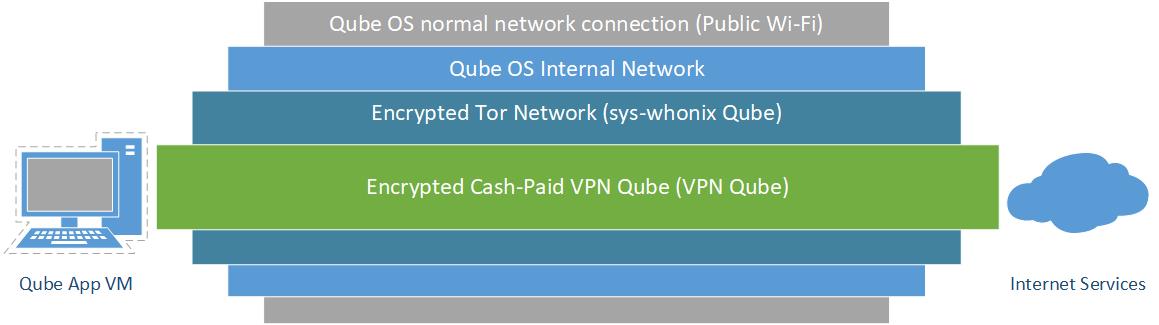 Qube OS normal network connection (Public Wi-Fi)
Qube OS Internal Network
Encrypted Tor Network (sys-whonix Qube)
Encrypted Cash-Paid VPN Qube (VPN Qube)
Qube App VM
Internet Services